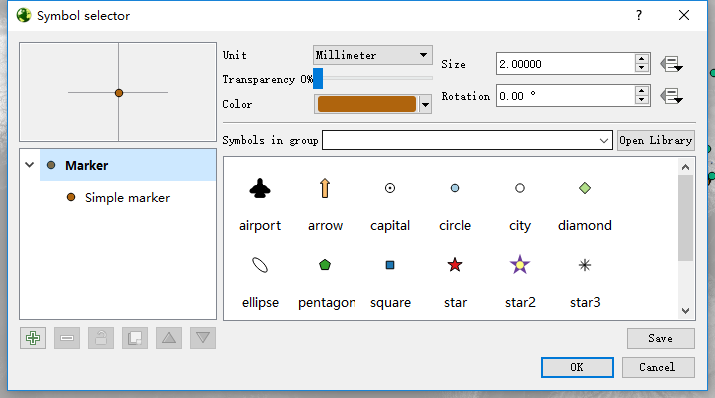 Symbol selector
?
Unit
Millimeter
Size
2.00000
Transparency 0%
Color
Rotation
0.00 °
Symbols in group
Open Library
Marker
Simple marker
airport
arrow
capital
circle
city
diamond
ellipse
pentagon
square
star
star2
star3
Save
OK
Cancel